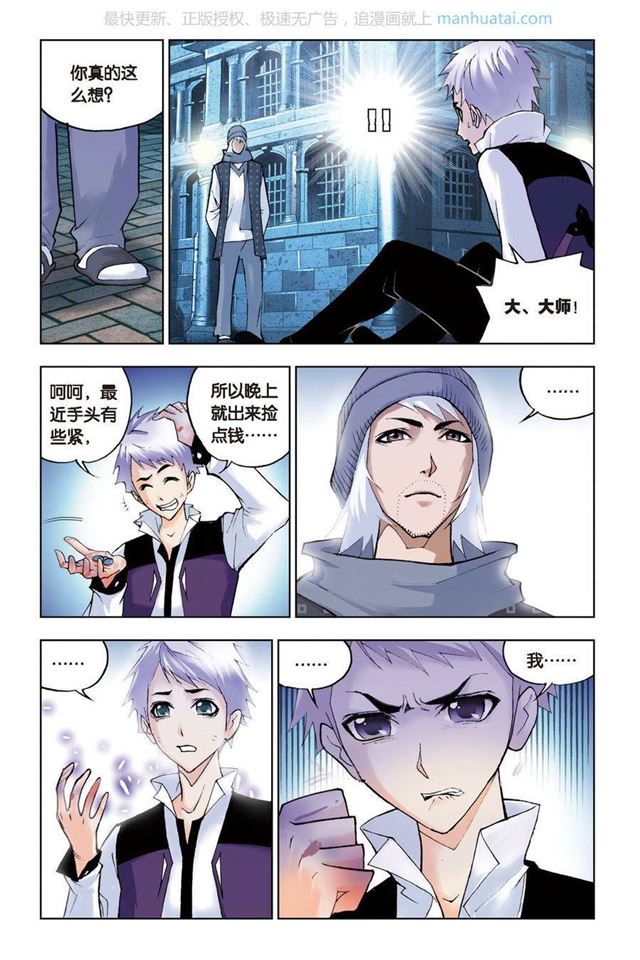 最快更新、正版授权、极速无广告，追漫画就上 manhuatai.com
你真的这
么想?
!!
大、大师!
呵呵，最
近手头有
些紧，
所以晚上
就出来捡
点钱……
……
……
……
我……